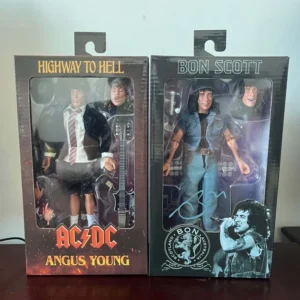 HIGHWAY TO HELL
AC/DC
ANGUS YOUNG
BON SCOTT
BON